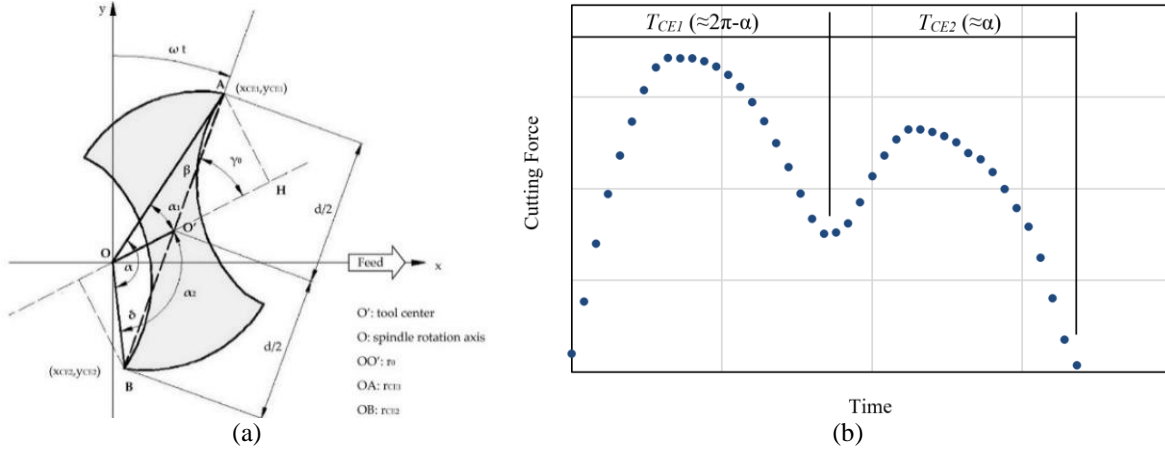 y
ω t
A
(xCE1,yCE1)
β
γ0
H
α1
d/2
O'
O
x
Feed
α
α2
δ
d/2
(xCE2,yCE2)
B
O': tool center
O: spindle rotation axis
OO': r0
OA: rCE1
OB: rCE2
(a)
TCE1 (≈2π-α)
TCE2 (≈α)
Cutting Force
Time
(b)